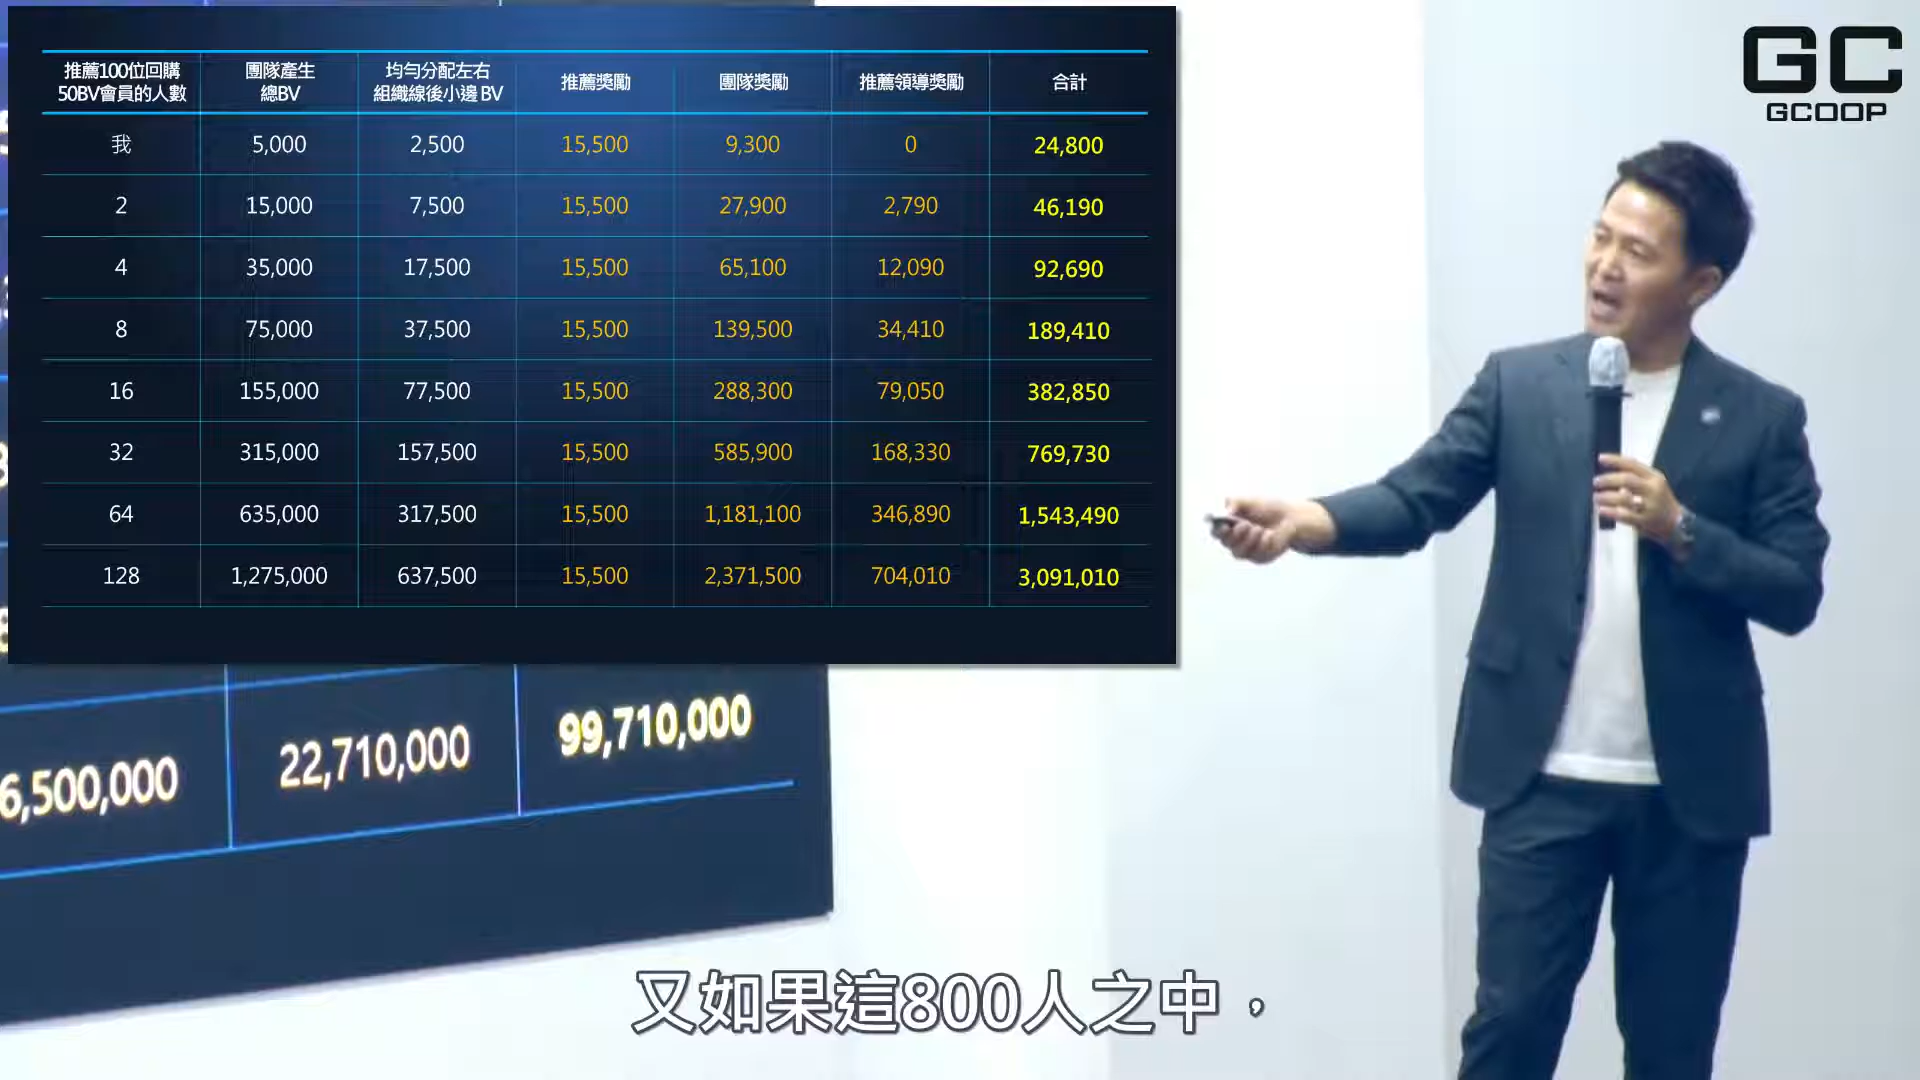 推薦100位回購
50BV會員的人數
團隊產生
總BV
均勻分配左右
組織線後小邊 BV
推薦獎勵
團隊獎勵
推薦領導獎勵
合計
我 5,000 2,500 15,500 9,300 0 24,800
2 15,000 7,500 15,500 27,900 2,790 46,190
4 35,000 17,500 15,500 65,100 12,090 92,690
8 75,000 37,500 15,500 139,500 34,410 189,410
16 155,000 77,500 15,500 288,300 79,050 382,850
32 315,000 157,500 15,500 585,900 168,330 769,730
64 635,000 317,500 15,500 1,181,100 346,890 1,543,490
128 1,275,000 637,500 15,500 2,371,500 704,010 3,091,010
GC
GCOOP
6,500,000 22,710,000 99,710,000
又如果這800人之中，